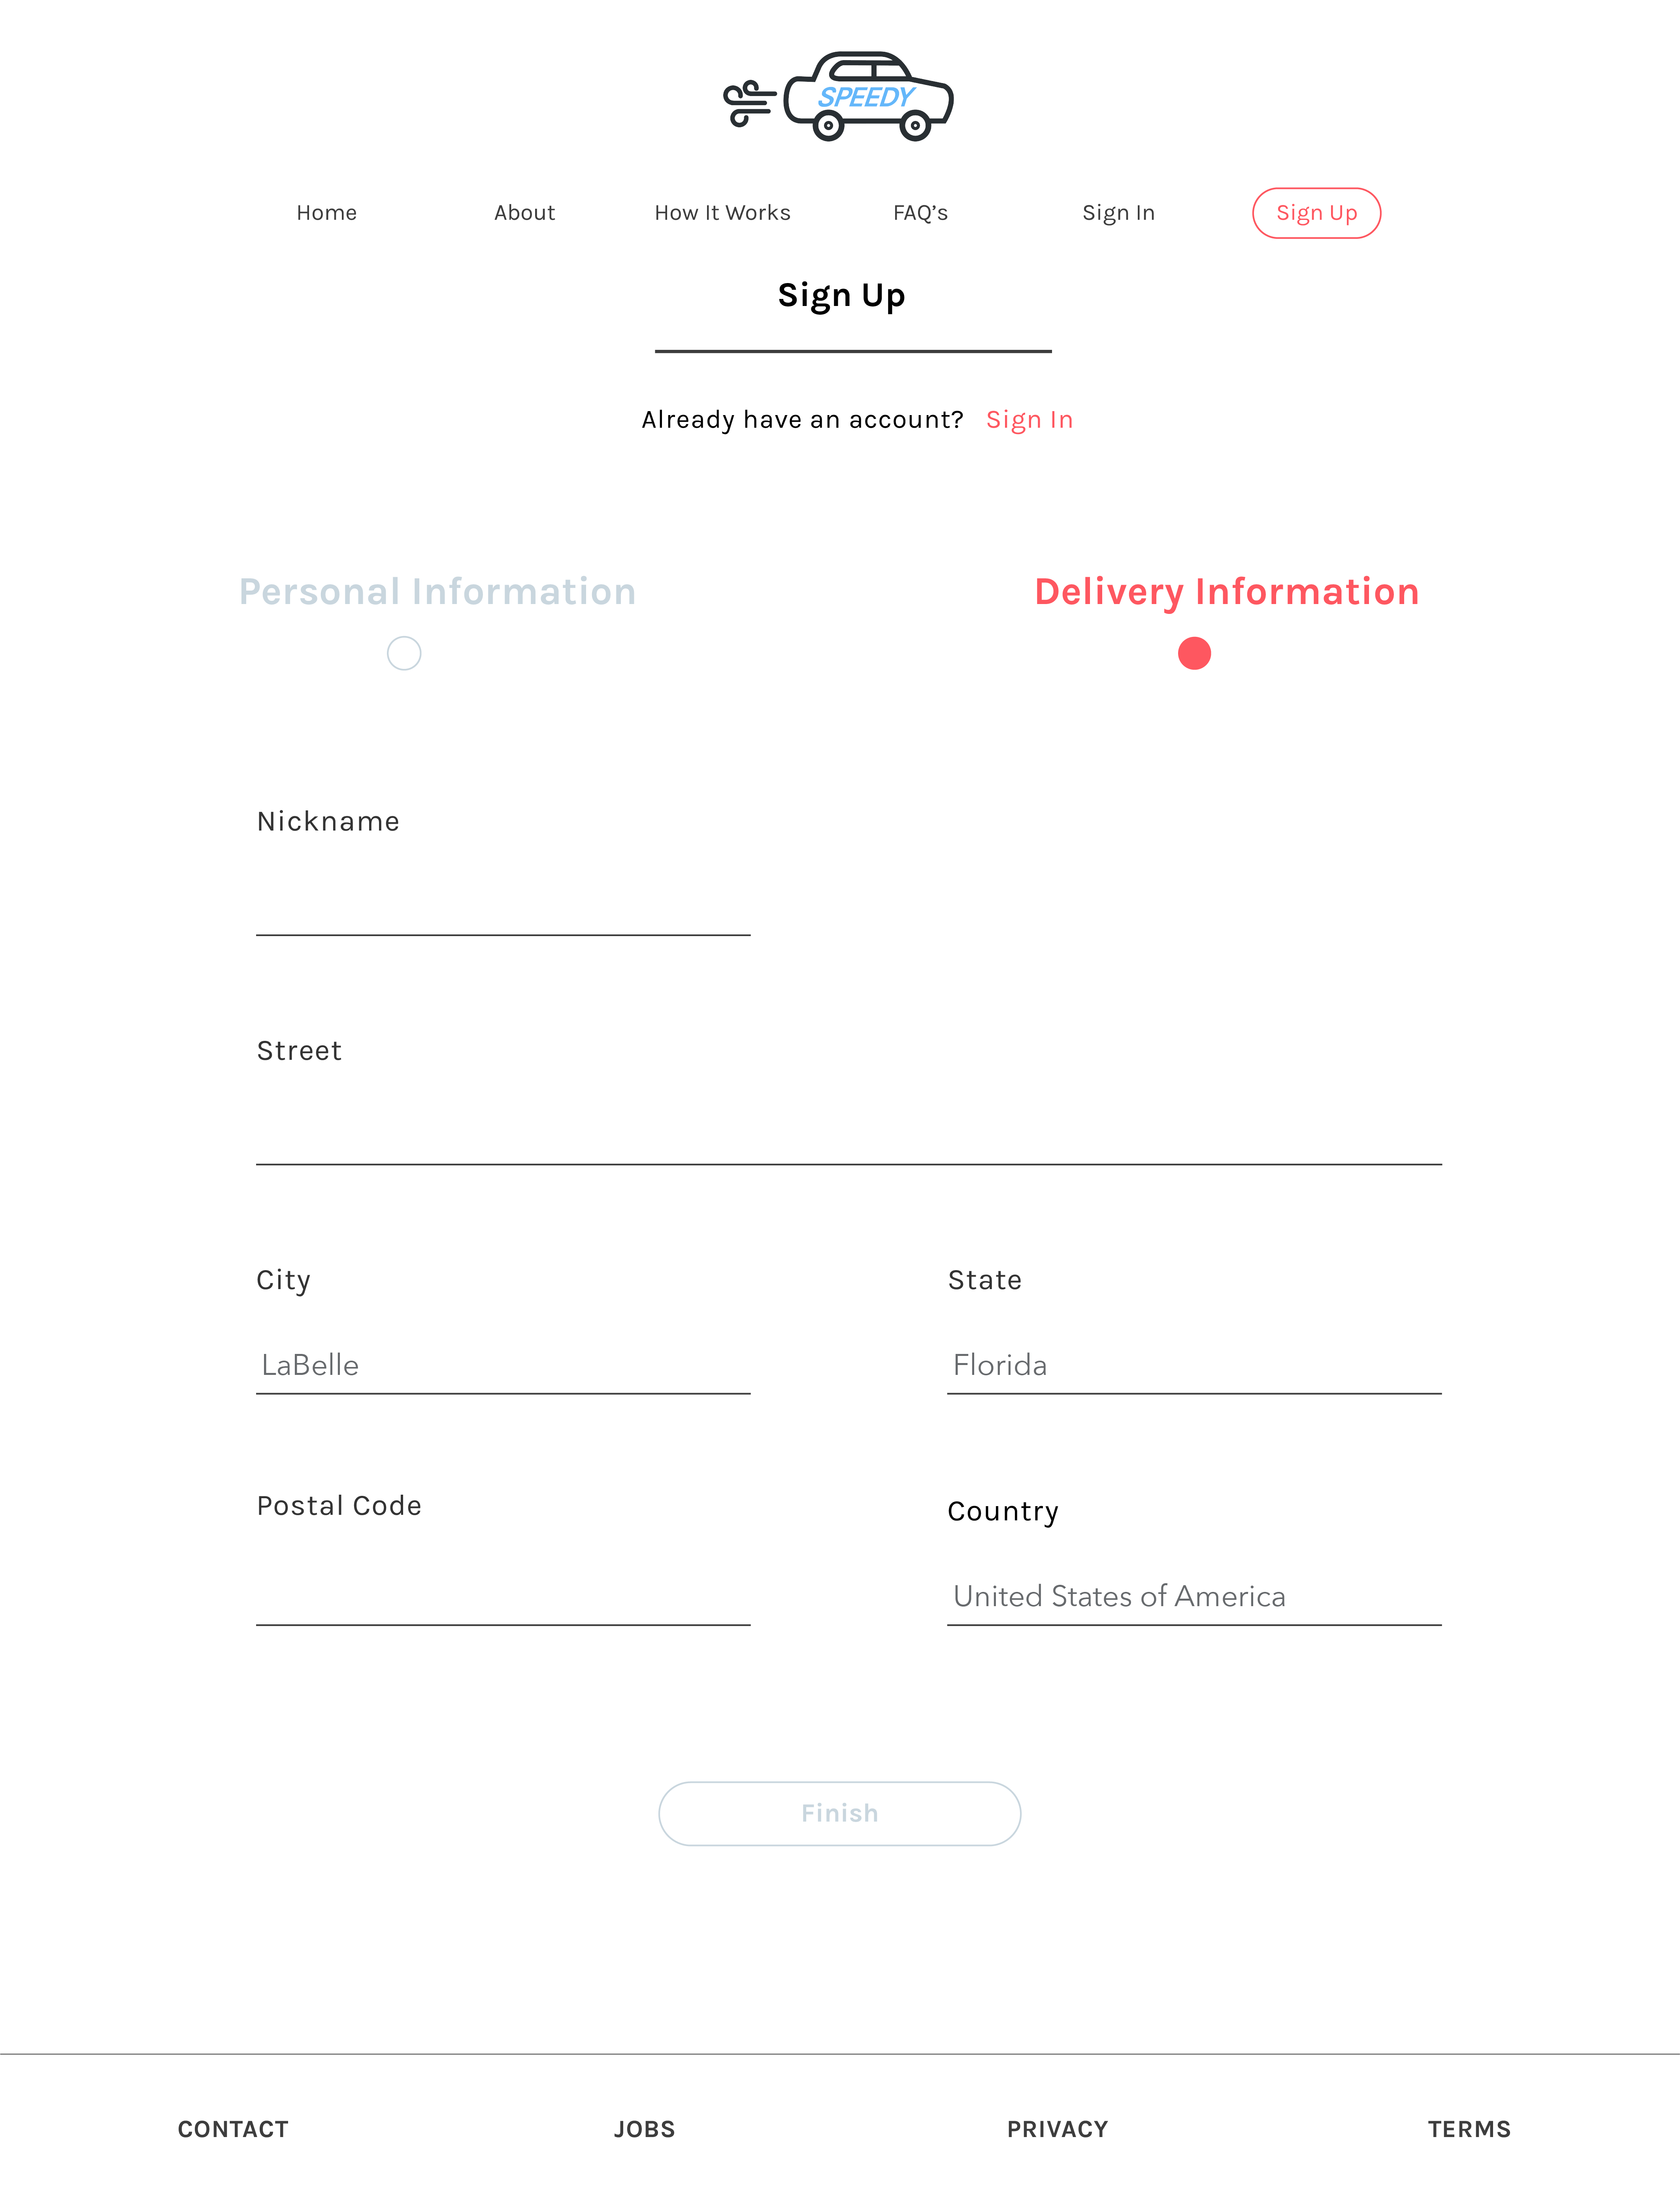 SPEEDY
Home About How It Works FAQ’s Sign In Sign Up
Sign Up
Already have an account? Sign In
Personal Information Delivery Information
Nickname
Street
City State
LaBelle Florida
Postal Code Country
United States of America
Finish
CONTACT JOBS PRIVACY TERMS